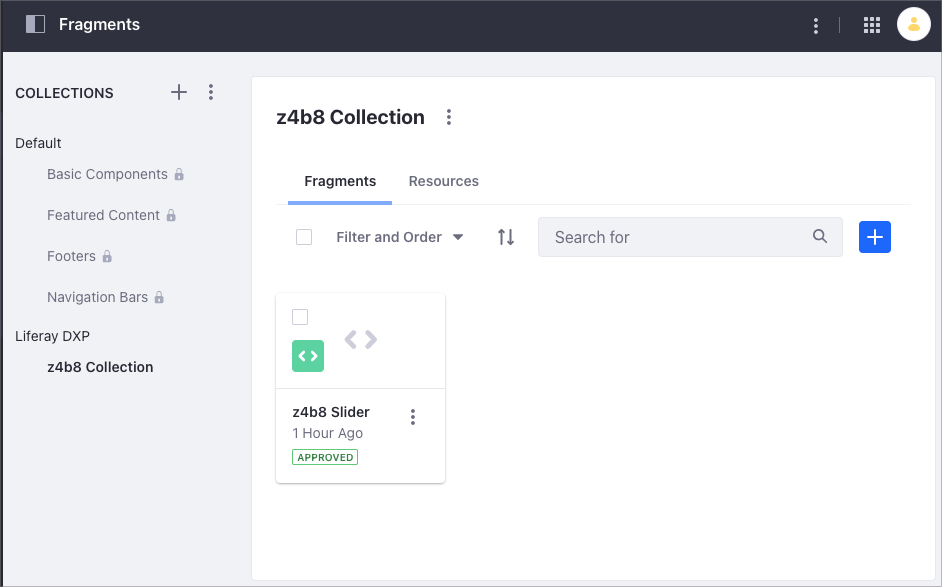 Fragments
COLLECTIONS
Default
Basic Components
Featured Content
Footers
Navigation Bars
Liferay DXP
z4b8 Collection
z4b8 Collection
Fragments Resources
Filter and Order Search for
z4b8 Slider
1 Hour Ago
APPROVED